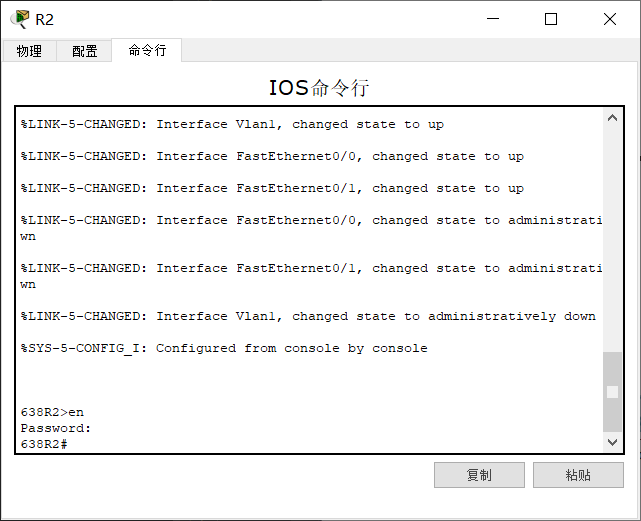 R2
物理 配置 命令行
IOS命令行
%LINK-5-CHANGED: Interface Vlan1, changed state to up
%LINK-5-CHANGED: Interface FastEthernet0/0, changed state to up
%LINK-5-CHANGED: Interface FastEthernet0/1, changed state to up
%LINK-5-CHANGED: Interface FastEthernet0/0, changed state to administrati
wn
%LINK-5-CHANGED: Interface FastEthernet0/1, changed state to administrati
wn
%LINK-5-CHANGED: Interface Vlan1, changed state to administratively down
%SYS-5-CONFIG_I: Configured from console by console
638R2>en
Password:
638R2#
复制 粘贴